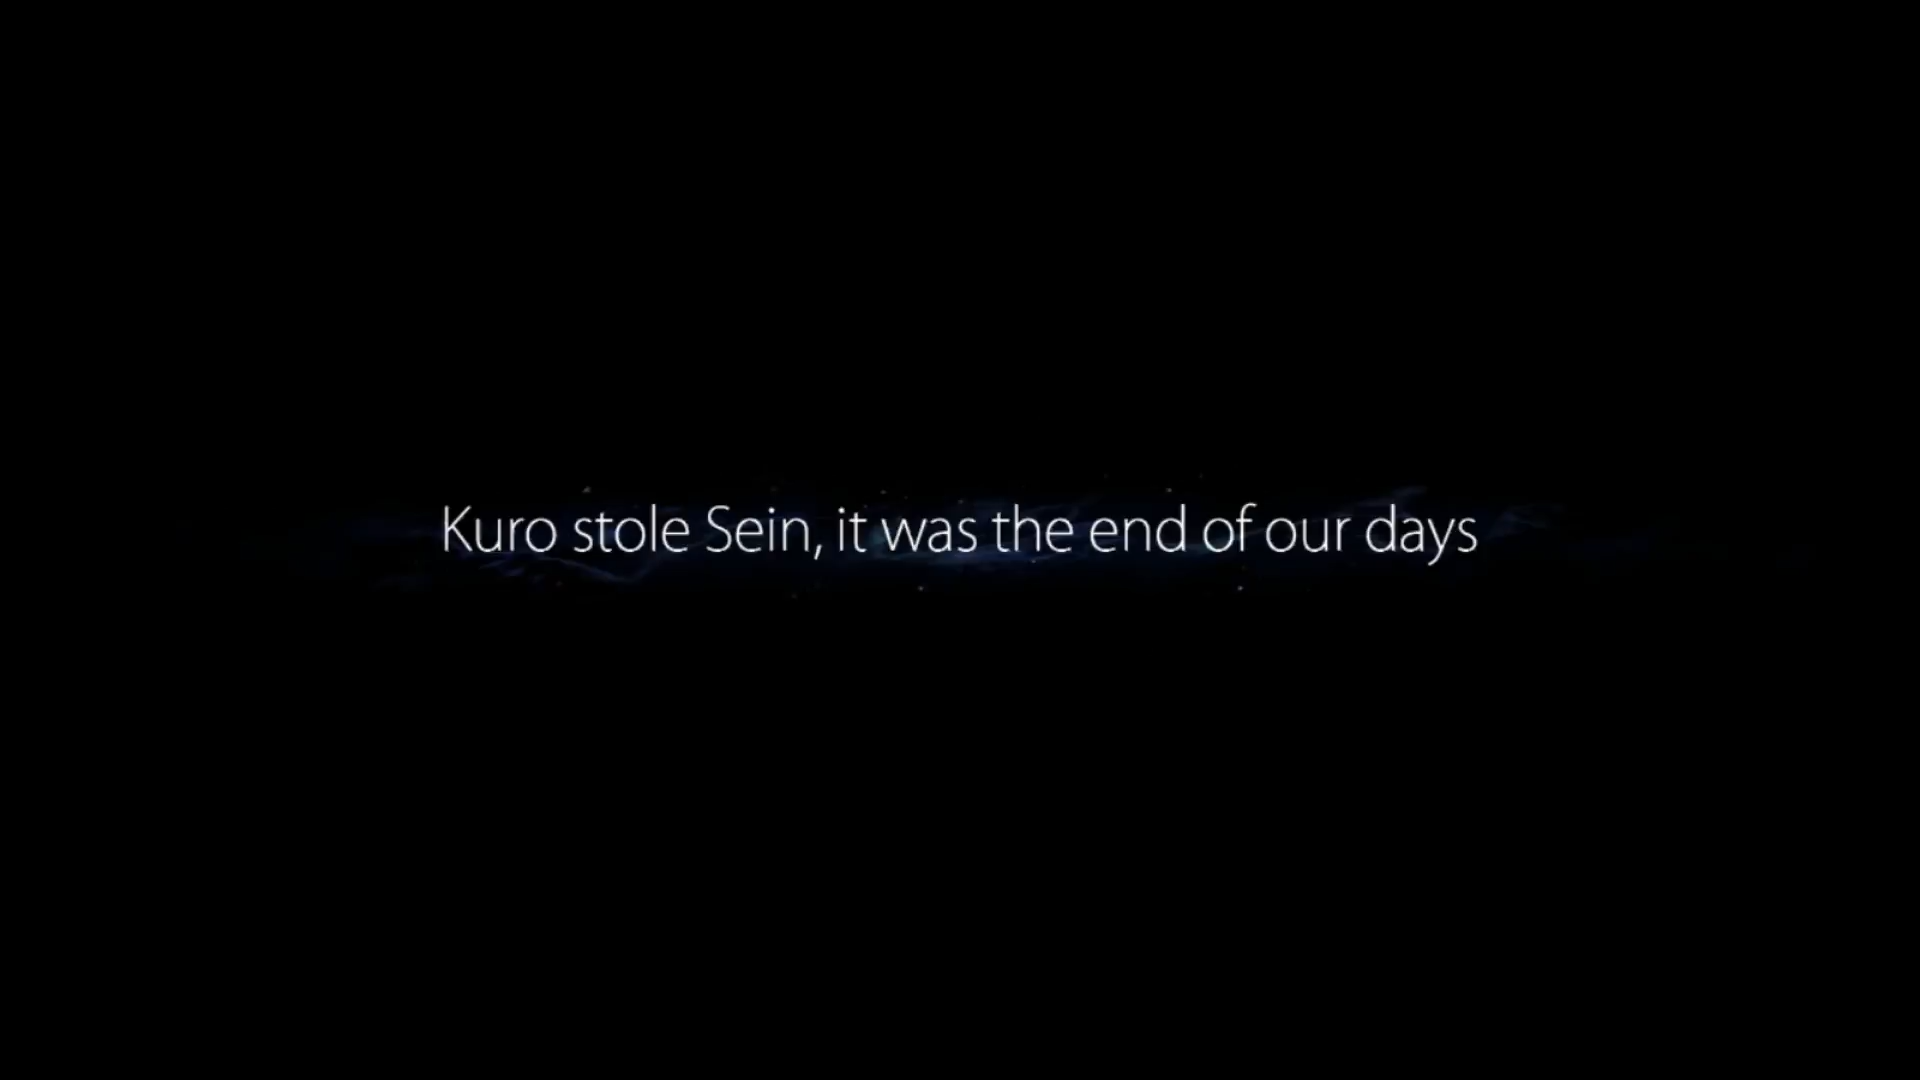 Kuro stole Sein, it was the end of our days